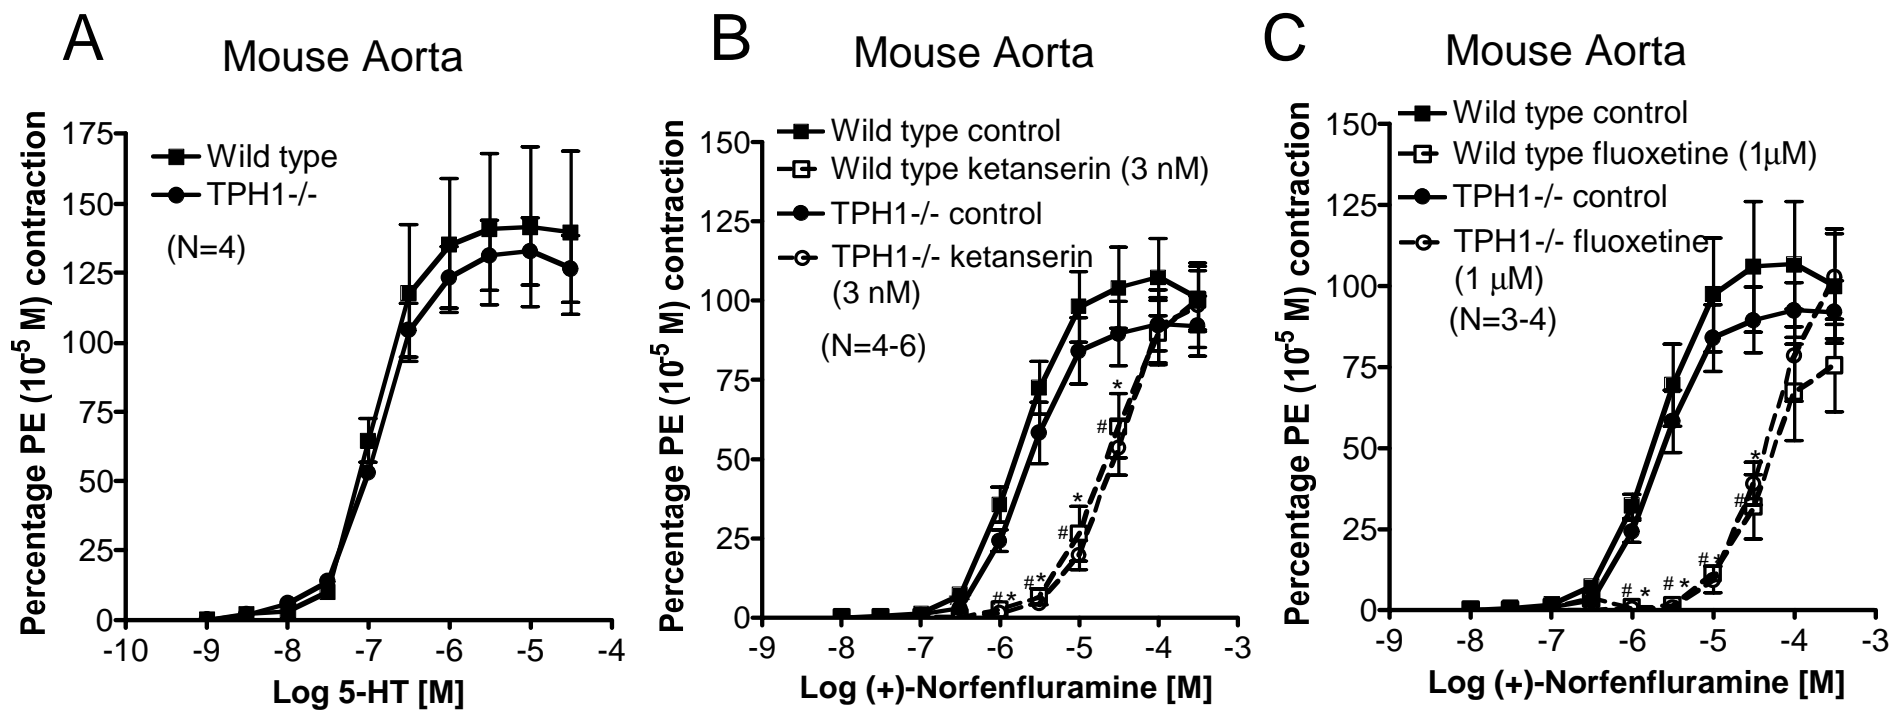 A
Mouse Aorta
Percentage PE (10-5 M) contraction
175
150
125
100
75
50
25
0
Wild type
TPH1-/-
(N=4)
-10 -9 -8 -7 -6 -5 -4
Log 5-HT [M]
B
Mouse Aorta
Percentage PE (10-5 M) contraction
150
125
100
75
50
25
0
Wild type control
Wild type ketanserin (3 nM)
TPH1-/- control
TPH1-/- ketanserin
(3 nM)
(N=4-6)
*
#
*
#
#*
#*
-9 -8 -7 -6 -5 -4 -3
Log (+)-Norfenfluramine [M]
C
Mouse Aorta
Percentage PE (10-5 M) contraction
150
125
100
75
50
25
0
Wild type control
Wild type fluoxetine (1μM)
TPH1-/- control
TPH1-/- fluoxetine
(1 μM)
(N=3-4)
*
#
# *
# *
# *
-9 -8 -7 -6 -5 -4 -3
Log (+)-Norfenfluramine [M]